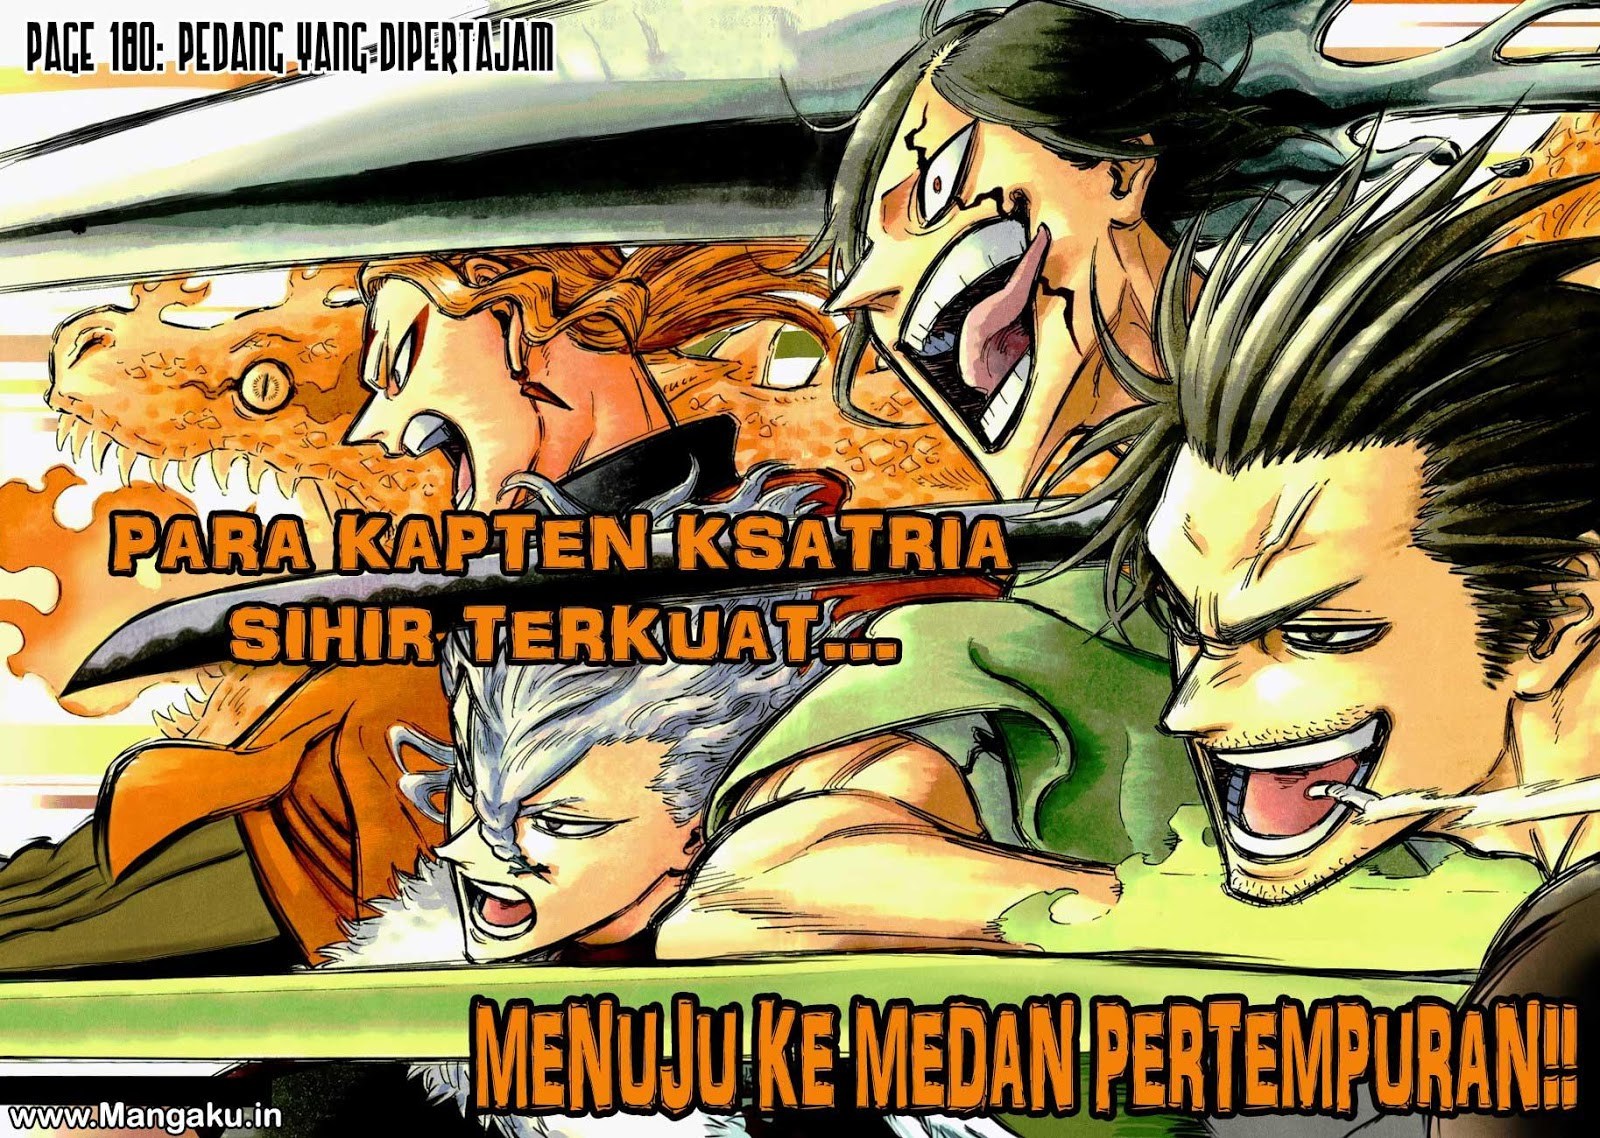 PAGE 180: PEDANG YANG DIPERTAJAM
PARA KAPTEN KSATRIA
SIHIR TERKUAT...
MENUJU KE MEDAN PERTEMPURAN!!
www.Mangaku.in